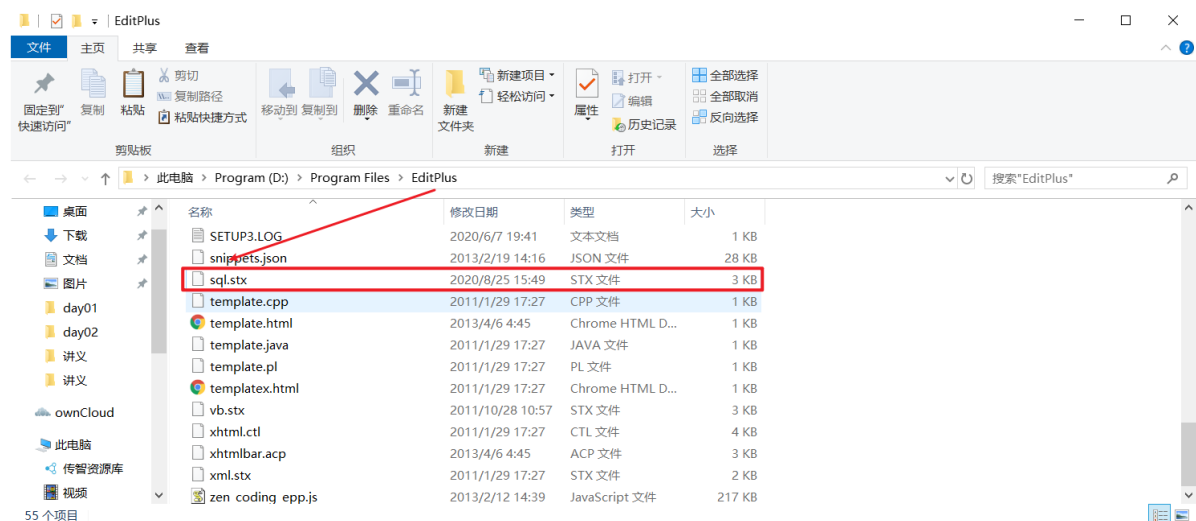 EditPlus
文件 主页 共享 查看
固定到"快速访问"
复制
粘贴
剪切
复制路径
粘贴快捷方式
剪贴板
移动到 复制到 删除 重命名
组织
新建文件夹
新建项目
轻松访问
新建
属性
打开
编辑
历史记录
打开
全部选择
全部取消
反向选择
选择
此电脑 > Program (D:) > Program Files > EditPlus
搜索"EditPlus"
桌面
下载
文档
图片
day01
day02
讲义
讲义
ownCloud
此电脑
传智资源库
视频
名称 修改日期 类型 大小
SETUP3.LOG 2020/6/7 19:41 文本文档 1 KB
snippets.json 2013/2/19 14:16 JSON 文件 28 KB
sql.stx 2020/8/25 15:49 STX 文件 3 KB
template.cpp 2011/1/29 17:27 CPP 文件 1 KB
template.html 2013/4/6 4:45 Chrome HTML D... 1 KB
template.java 2011/1/29 17:27 JAVA 文件 1 KB
template.pl 2011/1/29 17:27 PL 文件 1 KB
templatex.html 2011/1/29 17:27 Chrome HTML D... 1 KB
vb.stx 2011/10/28 10:57 STX 文件 3 KB
xhtml.ctl 2011/1/29 17:27 CTL 文件 4 KB
xhtmlbar.acp 2013/4/6 4:45 ACP 文件 3 KB
xml.stx 2011/1/29 17:27 STX 文件 2 KB
zen_coding_epp.js 2013/2/12 14:39 JavaScript 文件 217 KB
55 个项目